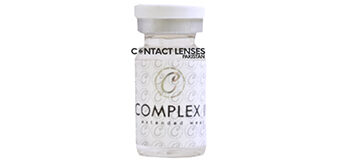 CONTACT LENSES
PAKISTAN
C
COMPLEX
extended